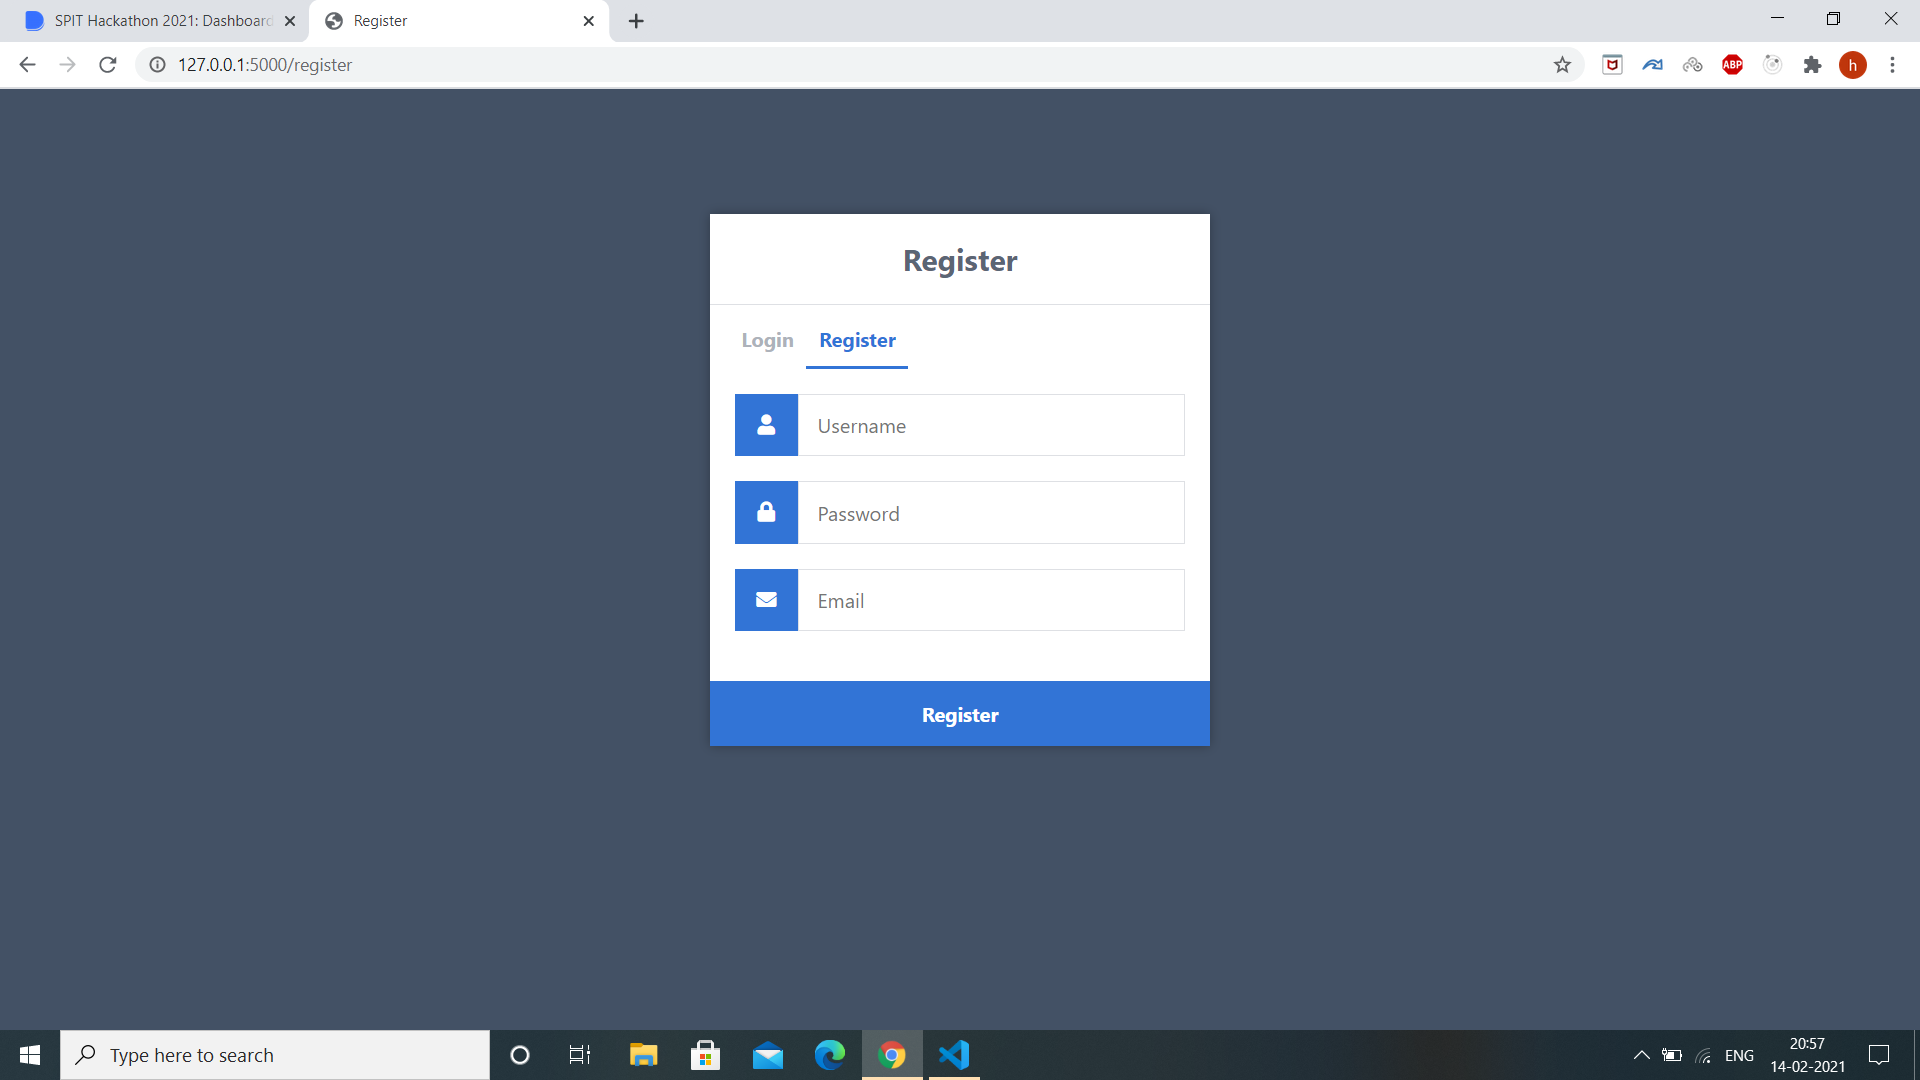 SPIT Hackathon 2021: Dashboard
Register
127.0.0.1:5000/register
ABP
h
Register
Login Register
Username
Password
Email
Register
Type here to search
ENG
20:57
14-02-2021